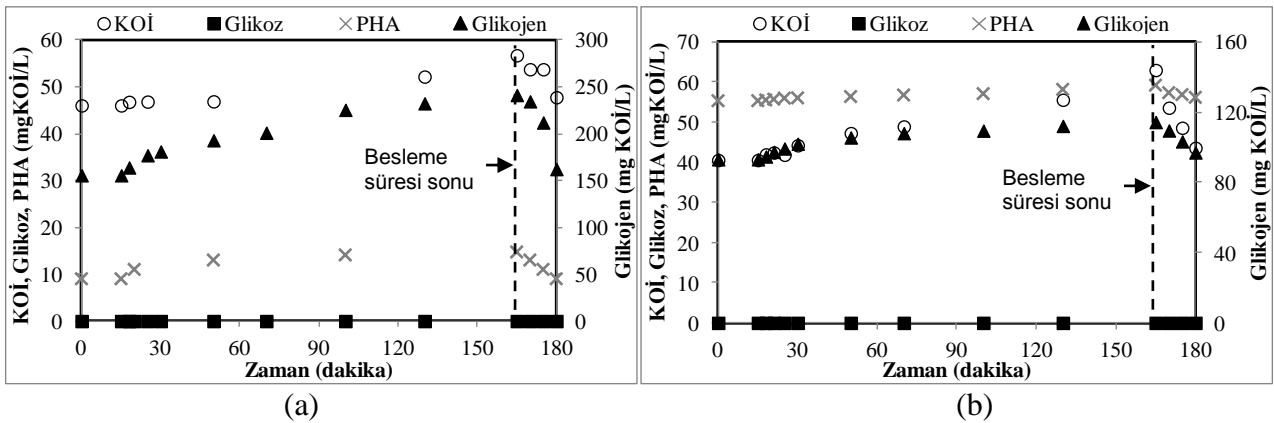 KOİ Glikoz PHA Glikojen
KOİ, Glikoz, PHA (mgKOİ/L)
60
50
40
30
20
10
0
300
250
200
150
100
50
0
Glikojen (mg KOİ/L)
Besleme
süresi sonu
0 30 60 90 120 150 180
Zaman (dakika)
(a)
KOİ Glikoz PHA Glikojen
KOİ, Glikoz, PHA (mgKOİ/L)
70
60
50
40
30
20
10
0
160
120
80
40
0
Glikojen (mg KOİ/L)
Besleme
süresi sonu
0 30 60 90 120 150 180
Zaman (dakika)
(b)